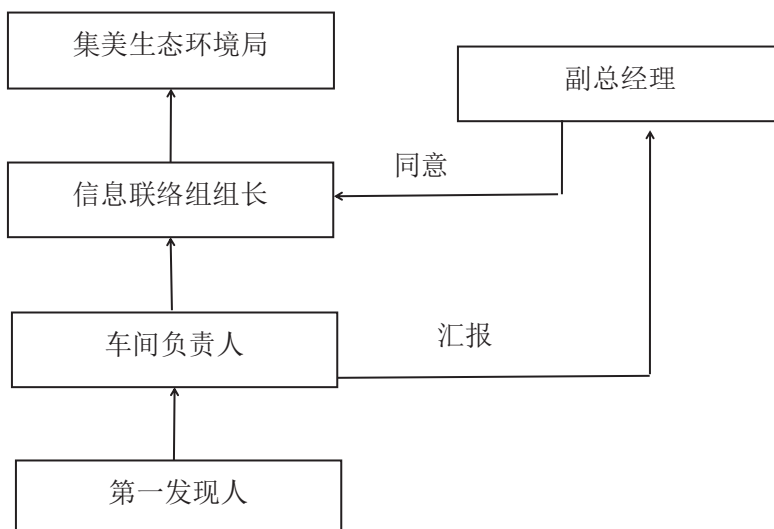 集美生态环境局
副总经理
同意
信息联络组组长
汇报
车间负责人
第一发现人